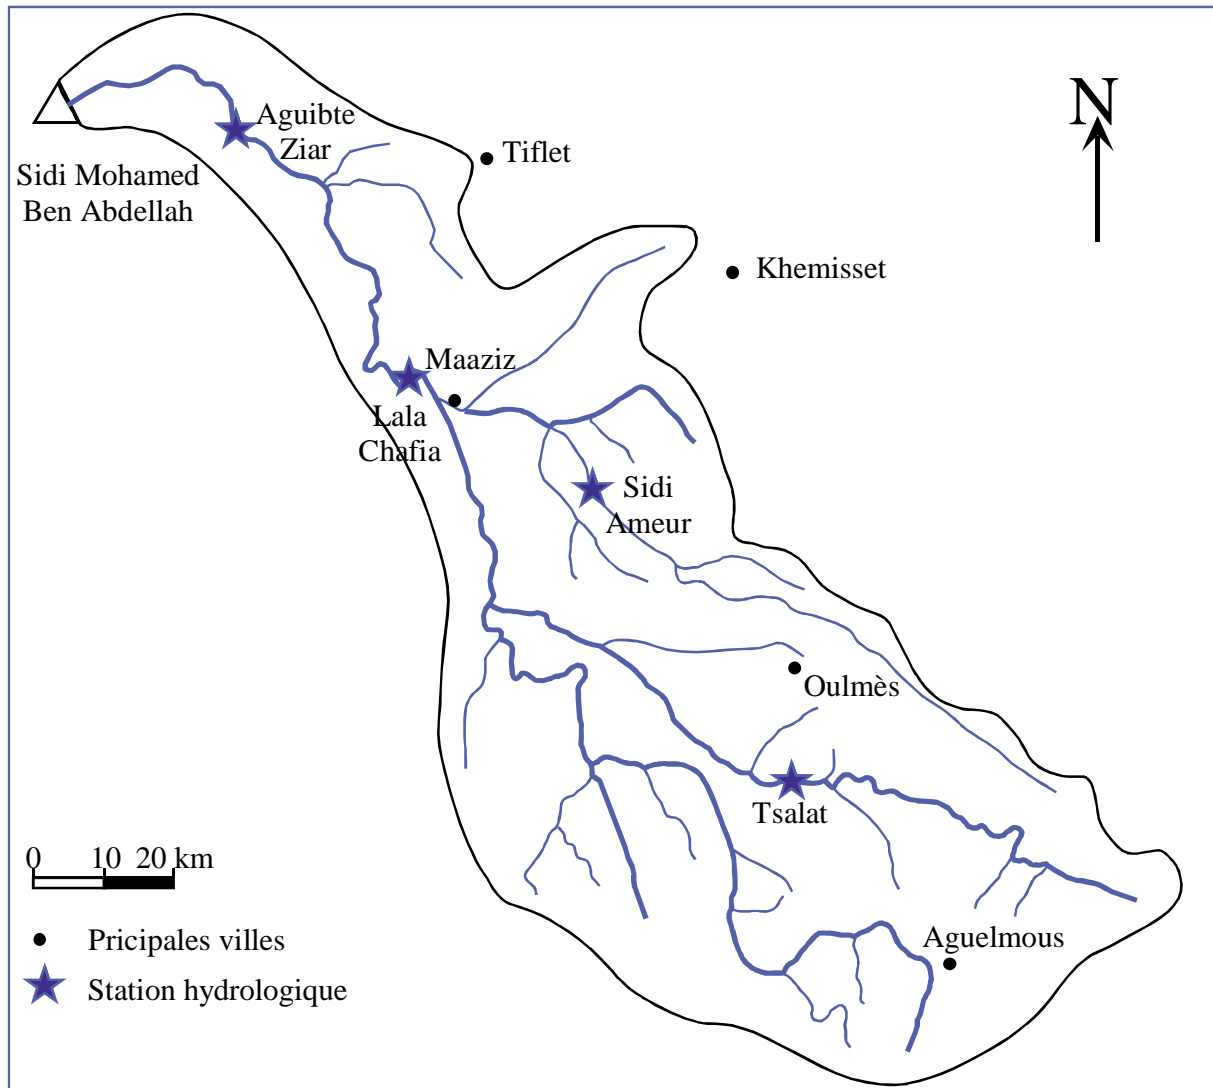 N
Aguibte
Ziar
Tiflet
Sidi Mohamed
Ben Abdellah
Khemisset
Maaziz
Lala
Chafia
Sidi
Ameur
Oulmès
Tsalat
0 10 20 km
Aguelmous
Pricipales villes
Station hydrologique